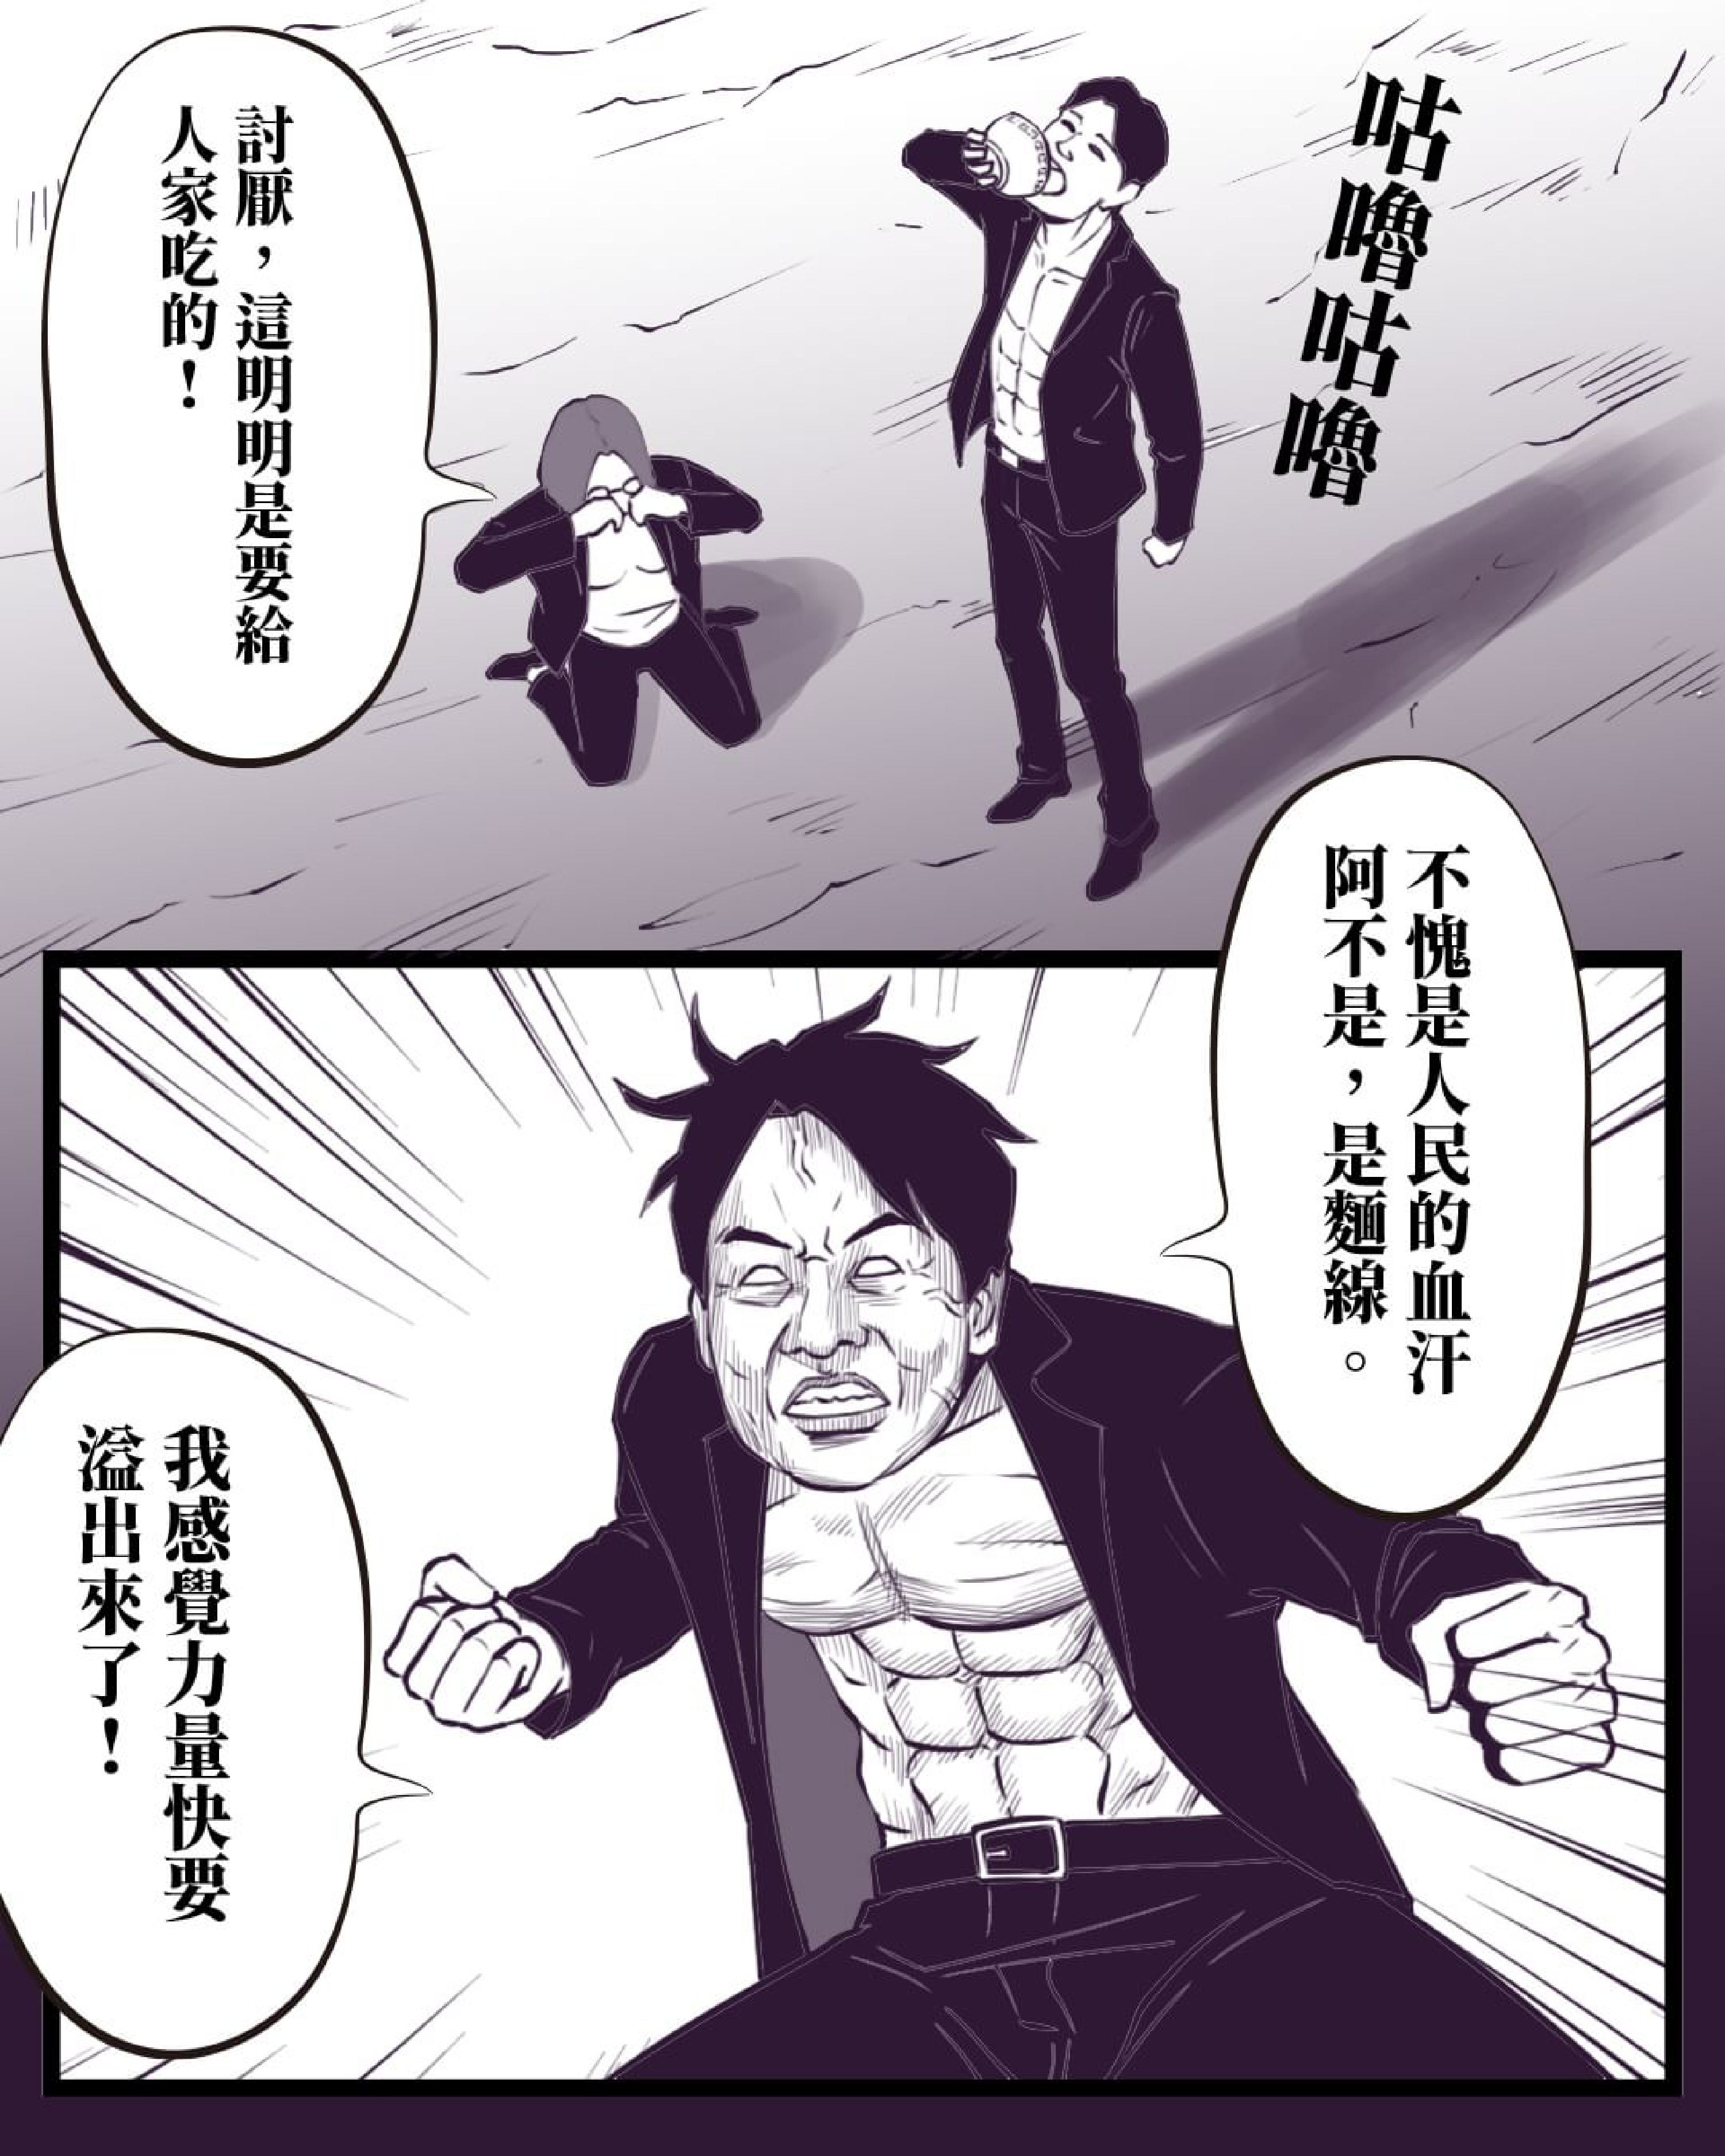 咕嚕咕嚕
討厭，這明明是要給
人家吃的！
不愧是人民的血汗
阿不是，是麵線。
我感覺力量快要
溢出來了！